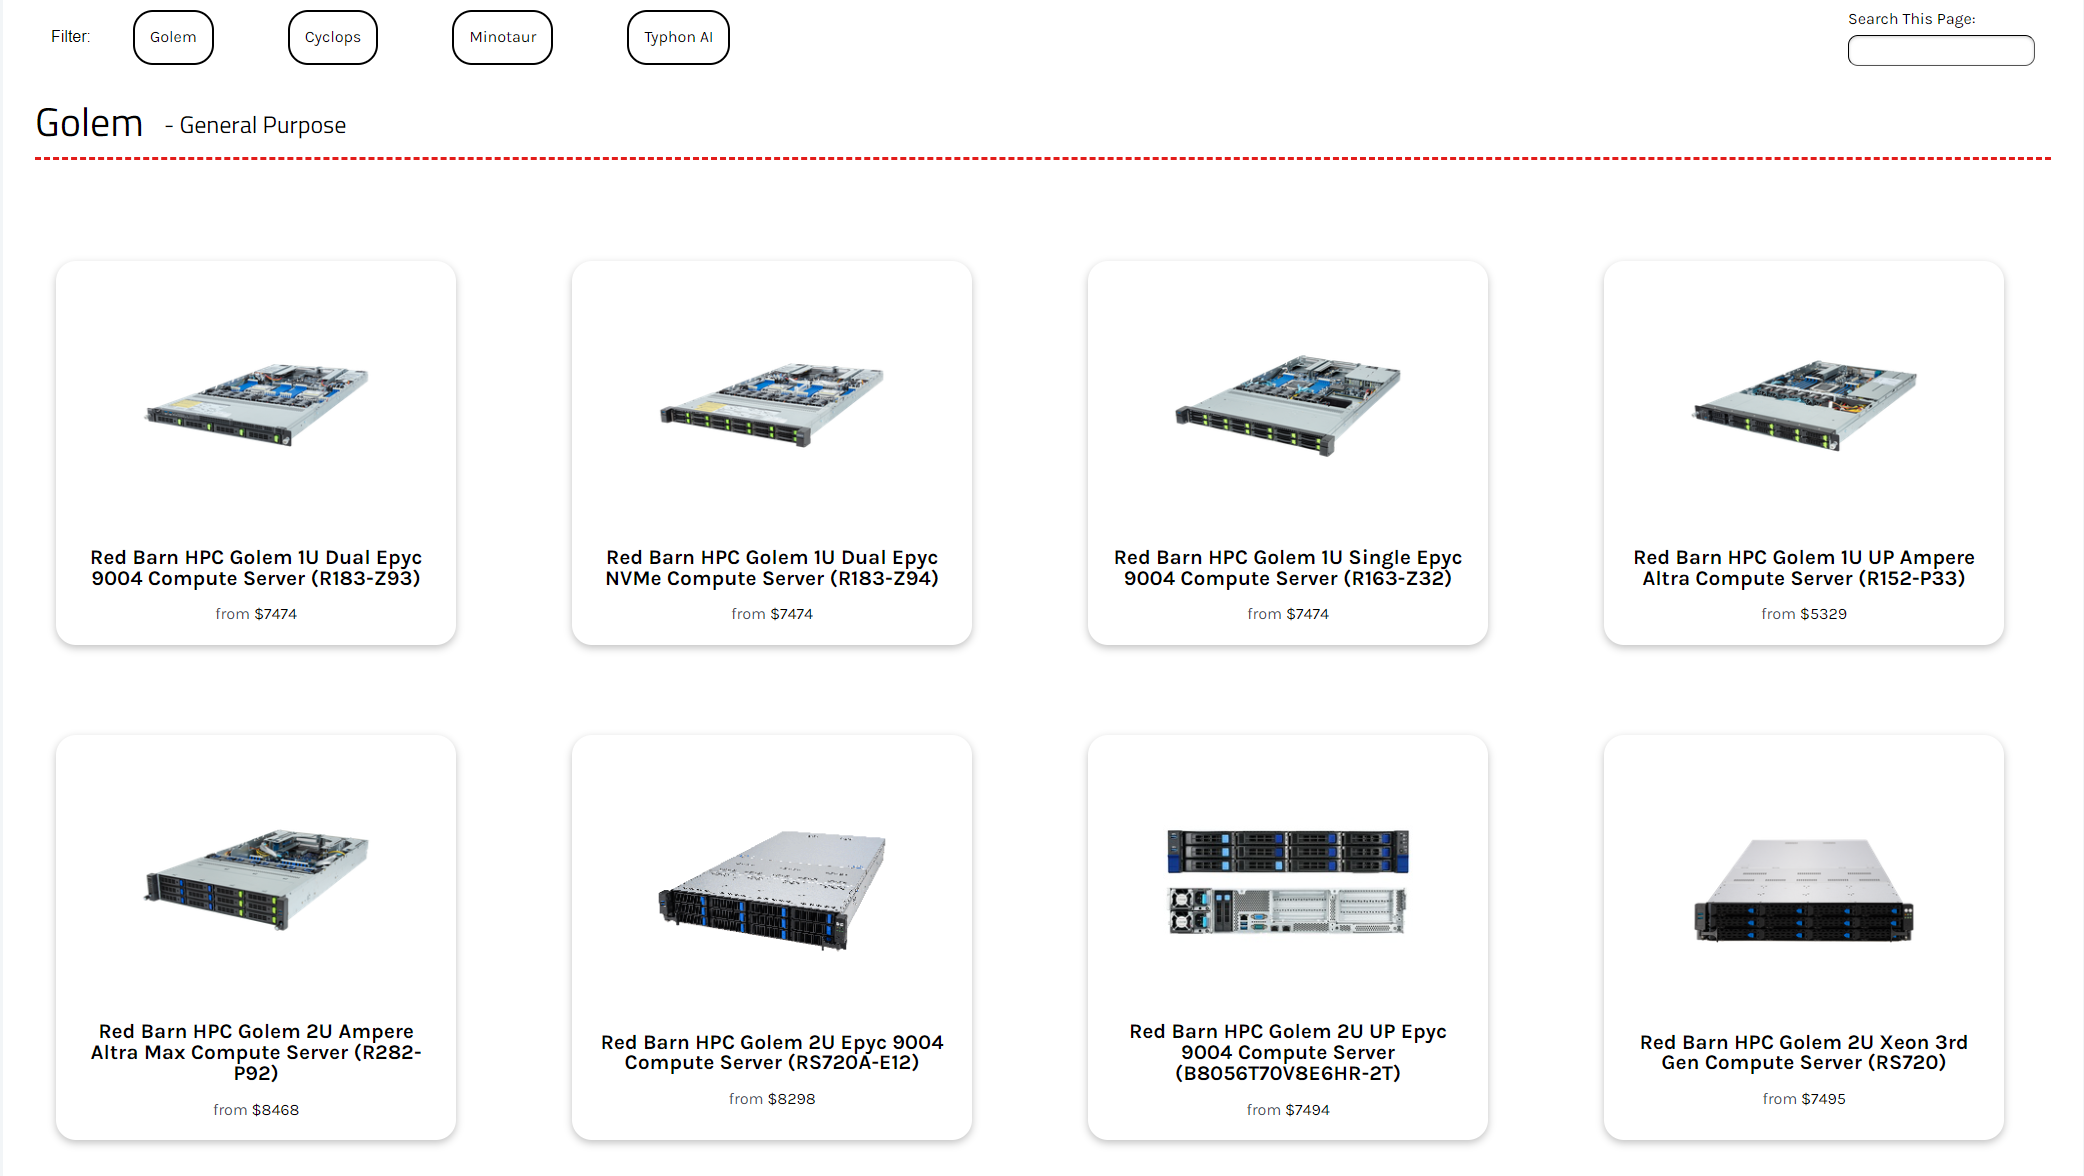 Filter:
Golem
Cyclops
Minotaur
Typhon AI
Search This Page:
Golem - General Purpose
Red Barn HPC Golem 1U Dual Epyc
9004 Compute Server (R183-Z93)
from $7474
Red Barn HPC Golem 1U Dual Epyc
NVMe Compute Server (R183-Z94)
from $7474
Red Barn HPC Golem 1U Single Epyc
9004 Compute Server (R163-Z32)
from $7474
Red Barn HPC Golem 1U UP Ampere
Altra Compute Server (R152-P33)
from $5329
Red Barn HPC Golem 2U Ampere
Altra Max Compute Server (R282-
P92)
from $8468
Red Barn HPC Golem 2U Epyc 9004
Compute Server (RS720A-E12)
from $8298
Red Barn HPC Golem 2U UP Epyc
9004 Compute Server
(B8056T70V8E6HR-2T)
from $7494
Red Barn HPC Golem 2U Xeon 3rd
Gen Compute Server (RS720)
from $7495